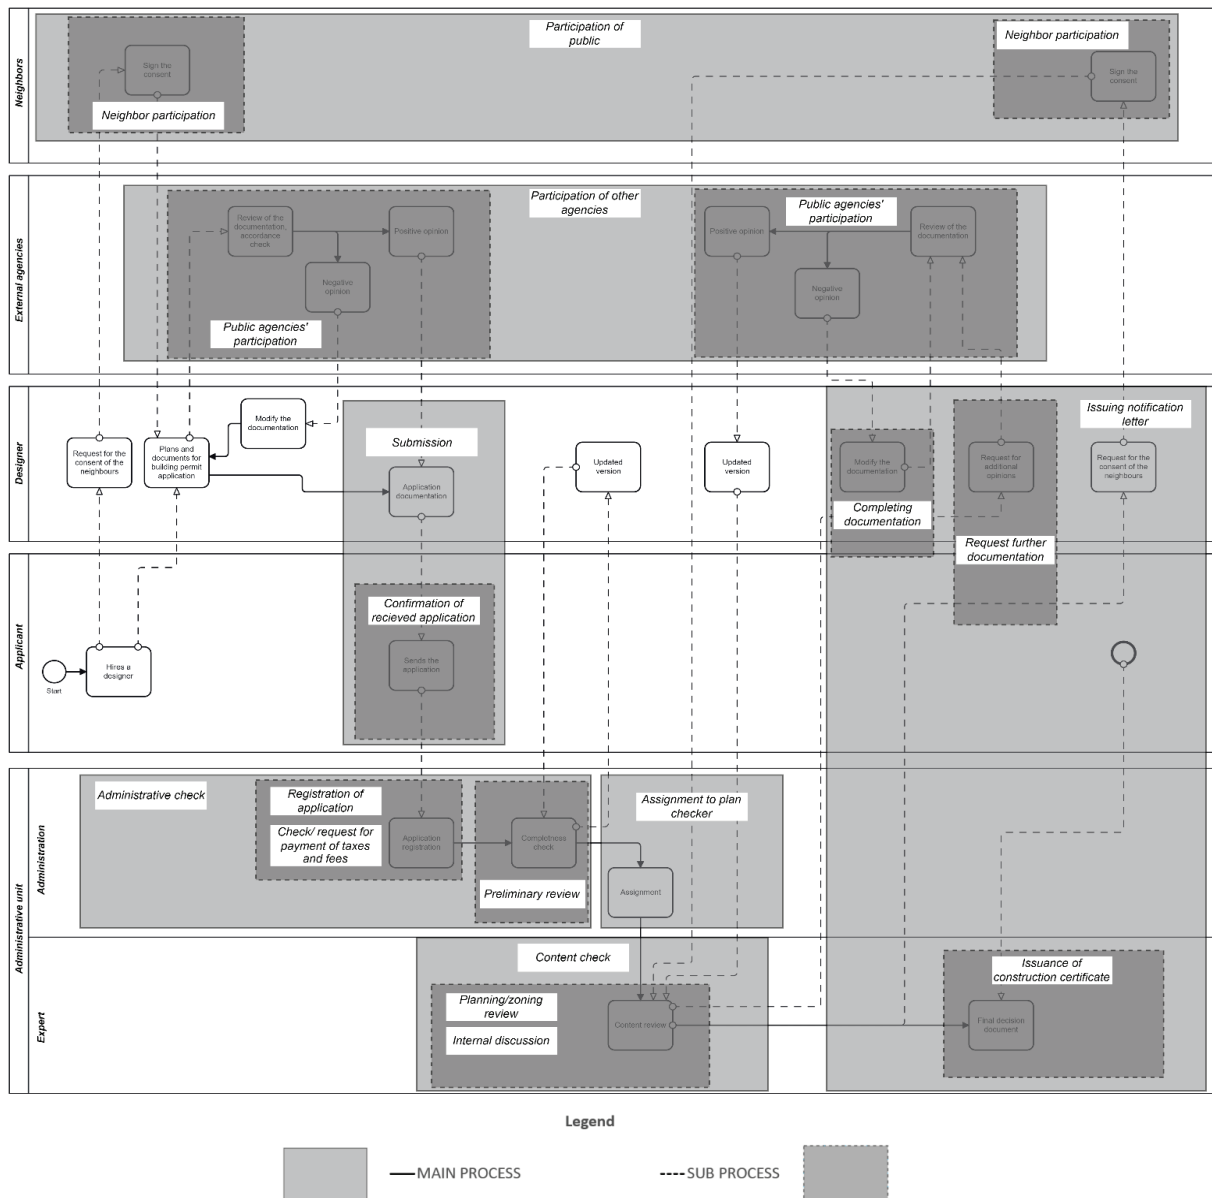 Neighbors
Participation of
public
Sign the
consent
Neighbor participation
Neighbor participation
Sign the
consent
External agencies
Participation of other
agencies
Review of the
documentation,
accordance
check
Positive opinion
Negative
opinion
Public agencies'
participation
Positive opinion
Public agencies'
participation
Review of the
documentation
Negative
opinion
Designer
Request for the
consent of the
neighbours
Plans and
documents for
building permit
application
Modify the
documentation
Submission
Application
documentation
Updated
version
Updated
version
Modify the
documentation
Completing
documentation
Request for
additional
opinions
Request further
documentation
Issuing notification
letter
Request for the
consent of the
neighbours
Applicant
Start
Hires a
designer
Confirmation of
recieved application
Sends the
application
Administrative unit
Administration
Administrative check
Registration of
application
Check/ request for
payment of taxes
and fees
Application
registration
Completness
check
Preliminary review
Assignment to plan
checker
Assignment
Expert
Content check
Planning/zoning
review
Internal discussion
Content review
Issuance of
construction certificate
Final decision
document
Legend
MAIN PROCESS
SUB PROCESS